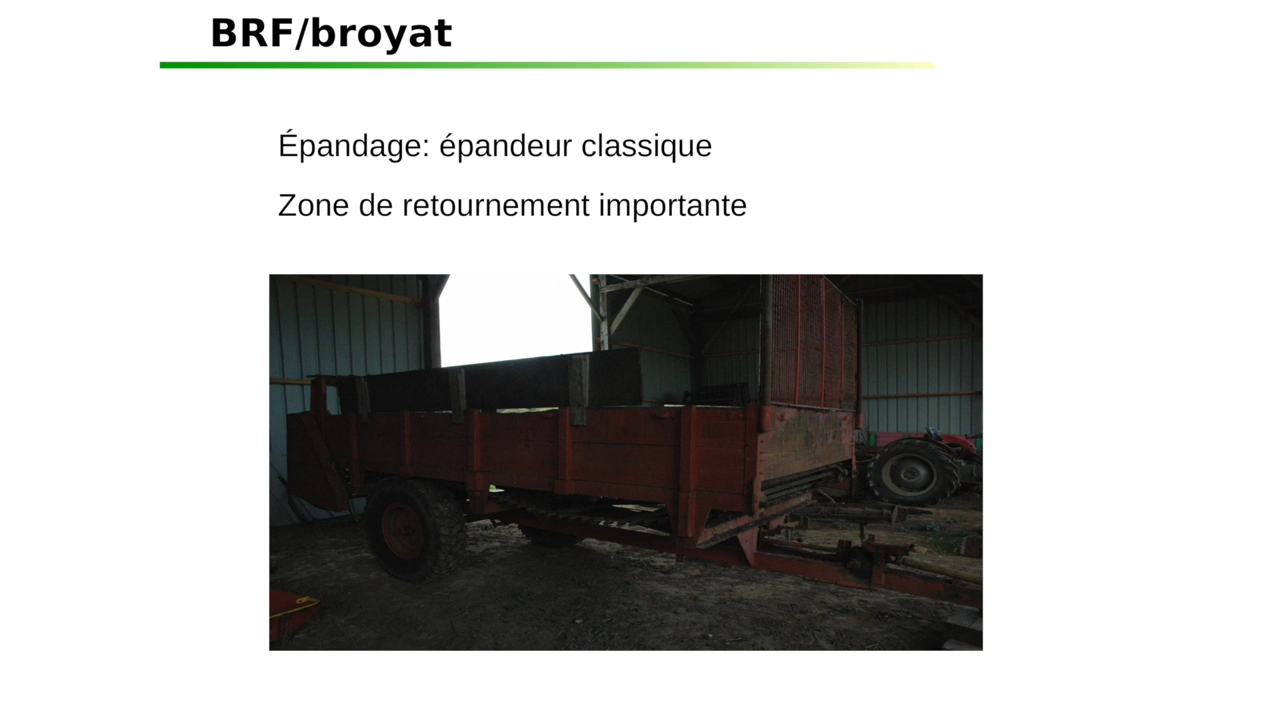 BRF/broyat
Épandage: épandeur classique
Zone de retournement importante